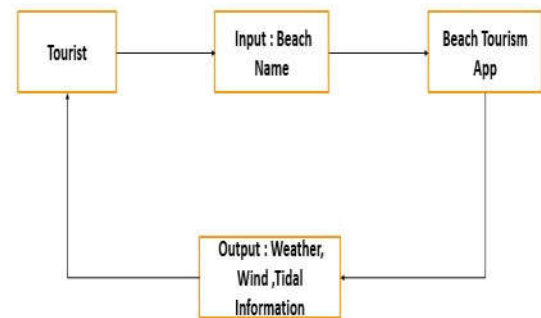 Tourist
Input : Beach
Name
Beach Tourism
App
Output : Weather,
Wind ,Tidal
Information